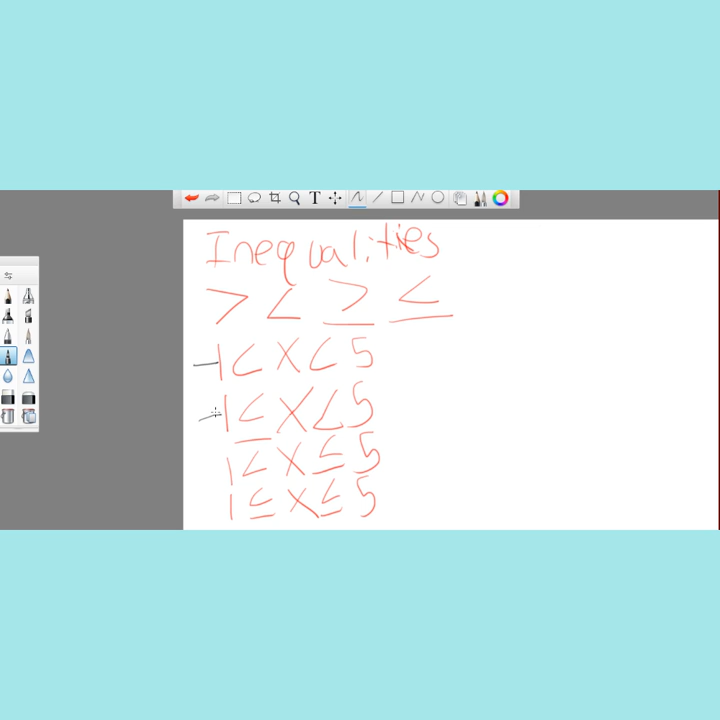 Inequalities
> < ≥ ≤
-1 < x < 5
-1 ≤ x < 5
1 < x ≤ 5
1 ≤ x ≤ 5